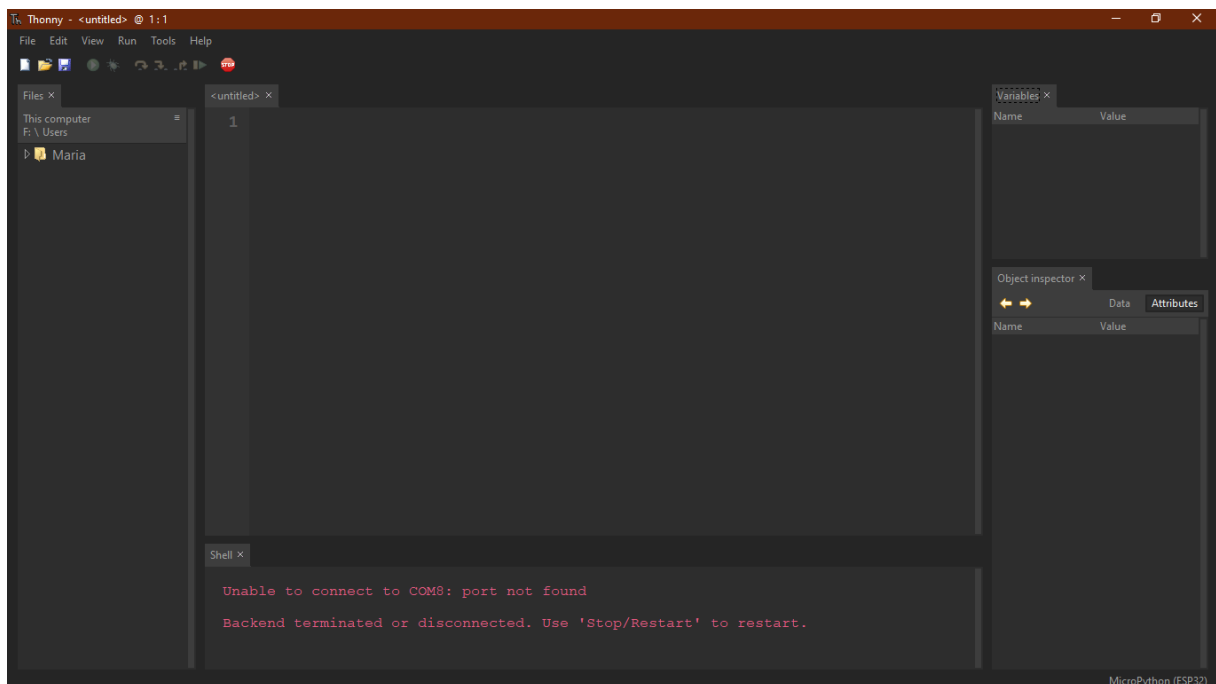 Thonny - <untitled> @ 1:1
File Edit View Run Tools Help
STOP
Files ×
This computer
F: \ Users
Maria
<untitled> ×
1
Shell ×
Unable to connect to COM8: port not found
Backend terminated or disconnected. Use 'Stop/Restart' to restart.
Variables ×
Name Value
Object inspector ×
Data Attributes
Name Value
MicroPython (ESP32)